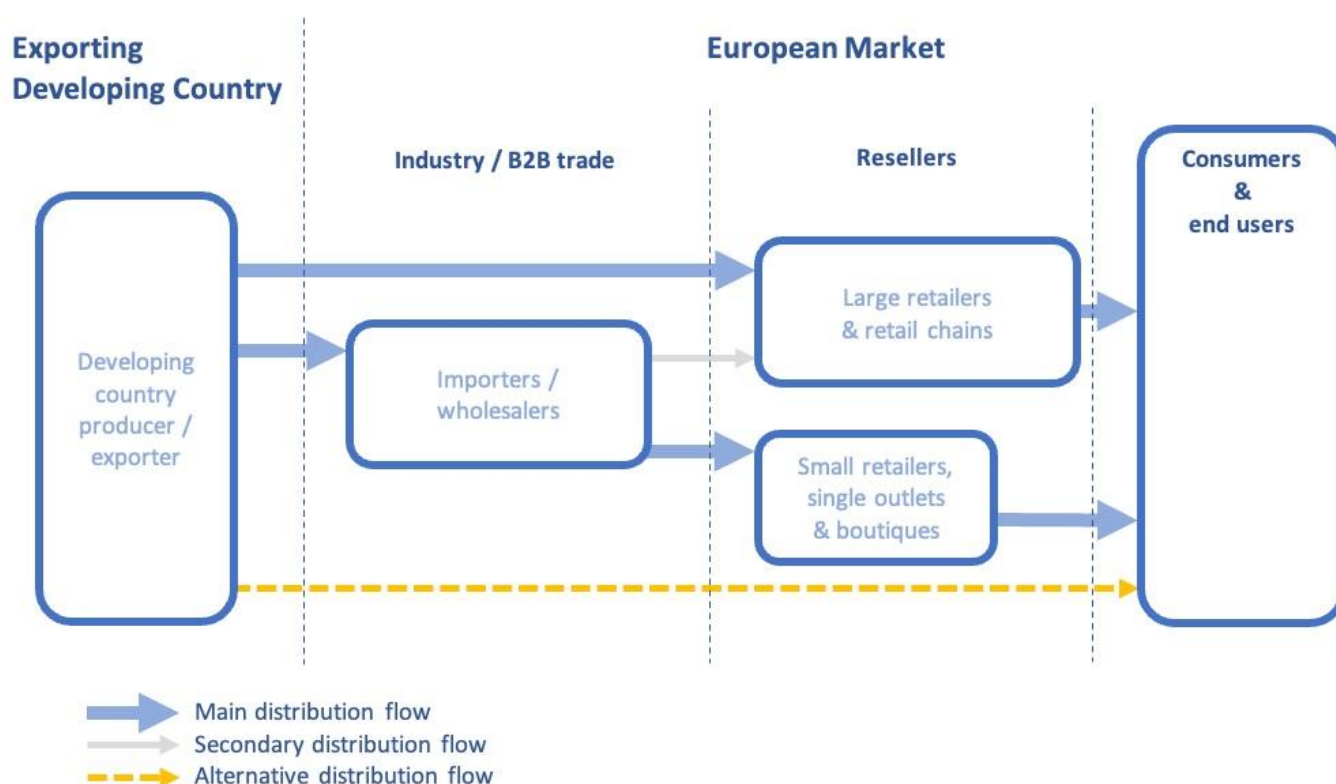 Exporting
Developing Country
European Market
Industry / B2B trade
Resellers
Consumers
&
end users
Developing
country
producer /
exporter
Importers /
wholesalers
Large retailers
& retail chains
Small retailers,
single outlets
& boutiques
Main distribution flow
Secondary distribution flow
Alternative distribution flow